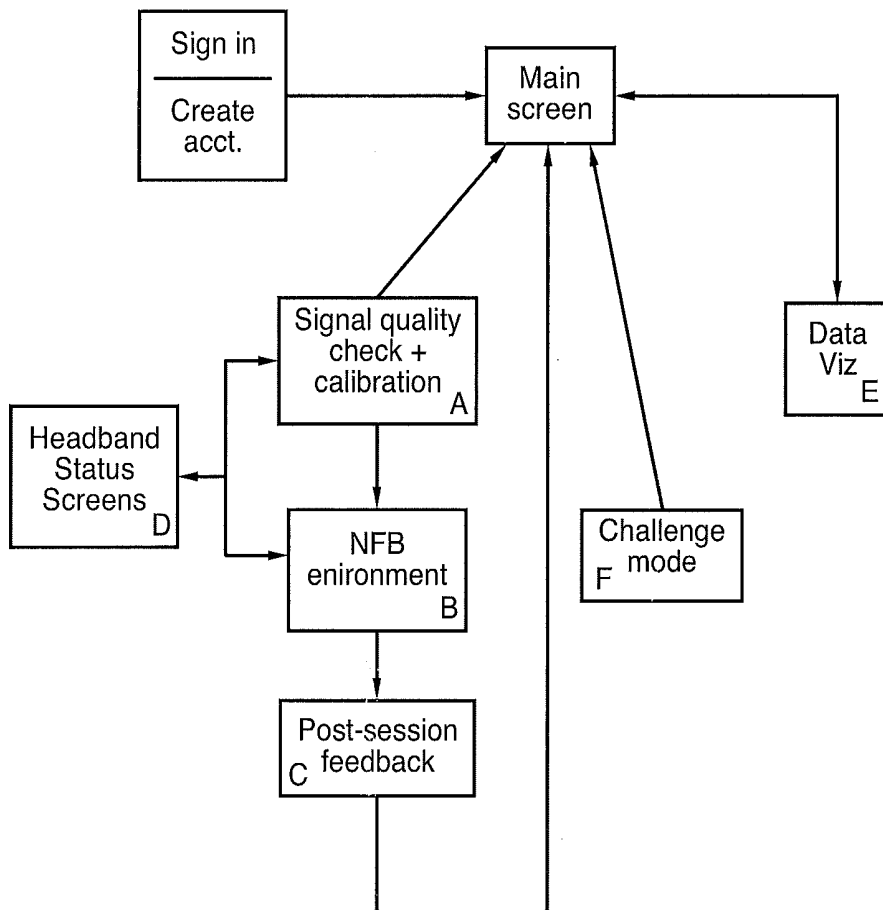 Sign in
Create
acct.
Main
screen
Signal quality
check +
calibration
A
Data
Viz
E
Headband
Status
Screens
D
NFB
enironment
B
Challenge
mode
F
Post-session
feedback
C